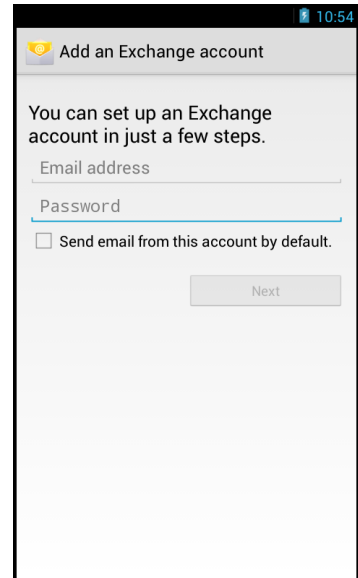 10:54
Add an Exchange account
You can set up an Exchange
account in just a few steps.
Email address
Password
Send email from this account by default.
Next